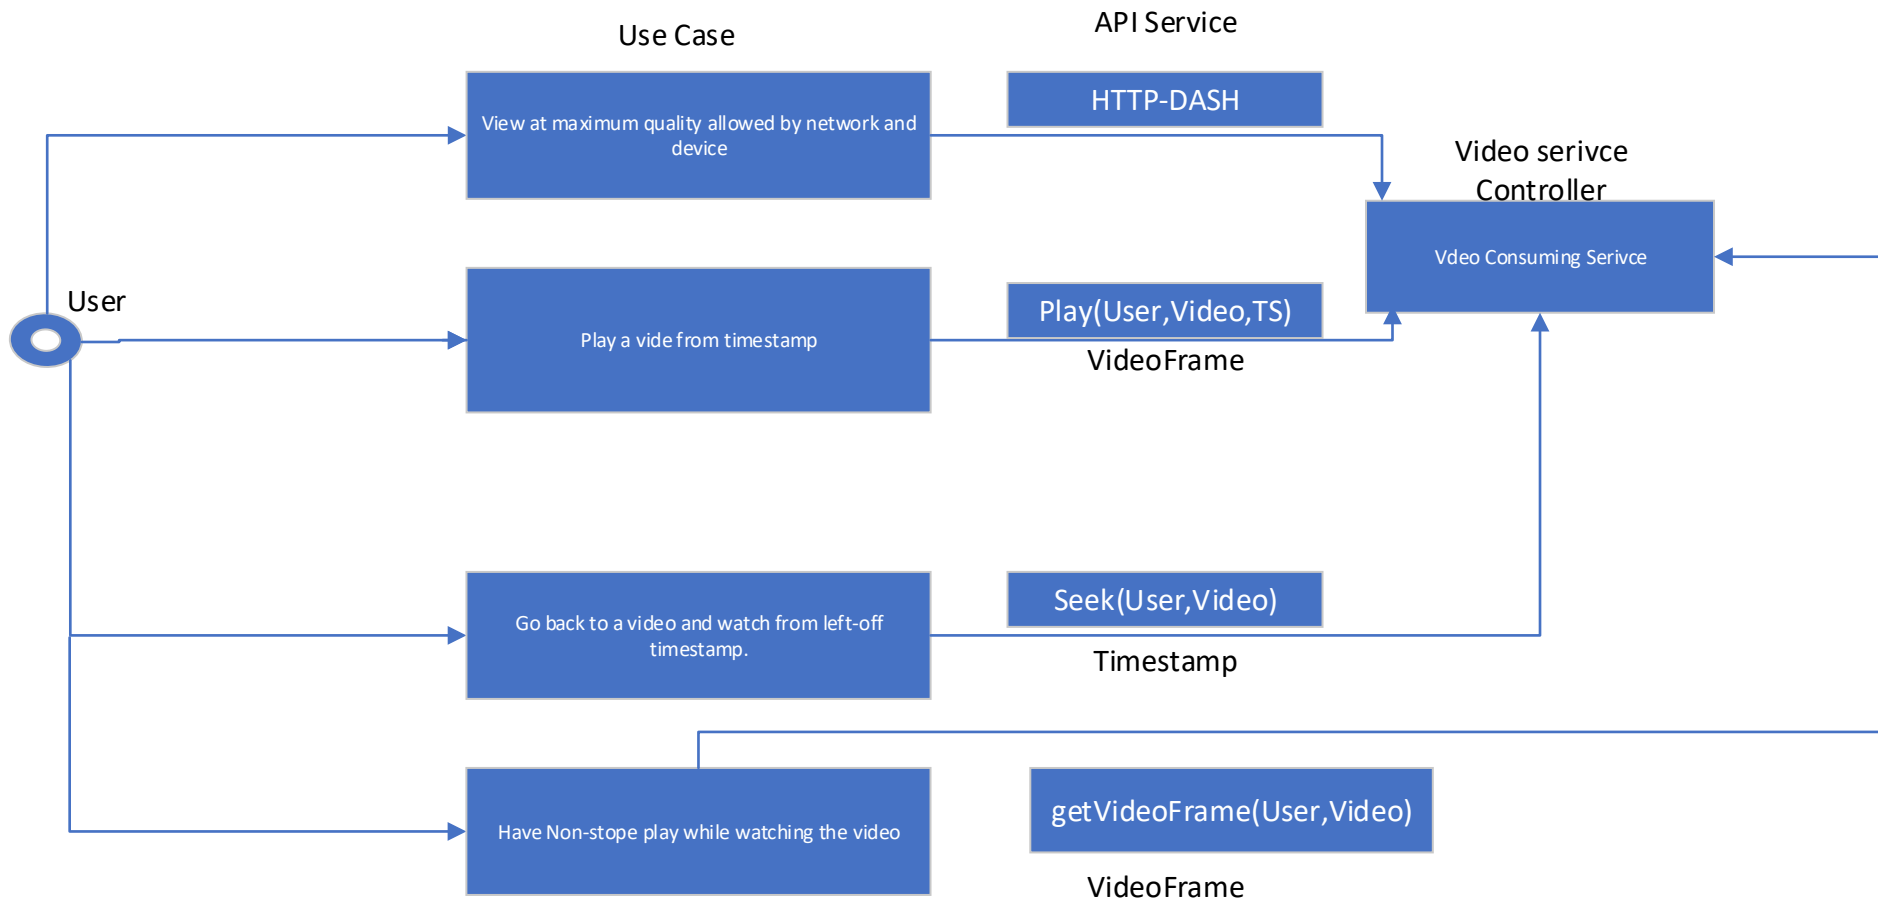 Use Case
API Service
View at maximum quality allowed by network and
device
HTTP-DASH
Video serivce
Controller
Vdeo Consuming Serivce
User
Play a vide from timestamp
Play(User,Video,TS)
VideoFrame
Go back to a video and watch from left-off
timestamp.
Seek(User,Video)
Timestamp
Have Non-stope play while watching the video
getVideoFrame(User,Video)
VideoFrame